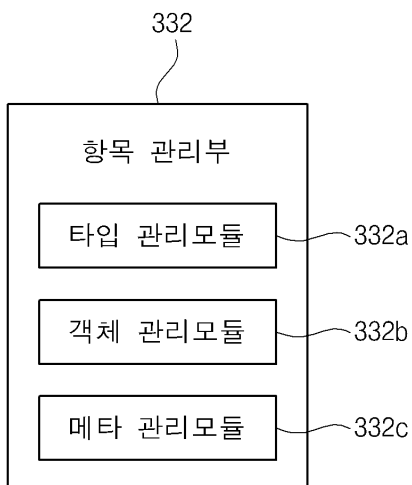 332
항목 관리부
타입 관리모듈 332a
객체 관리모듈 332b
메타 관리모듈 332c